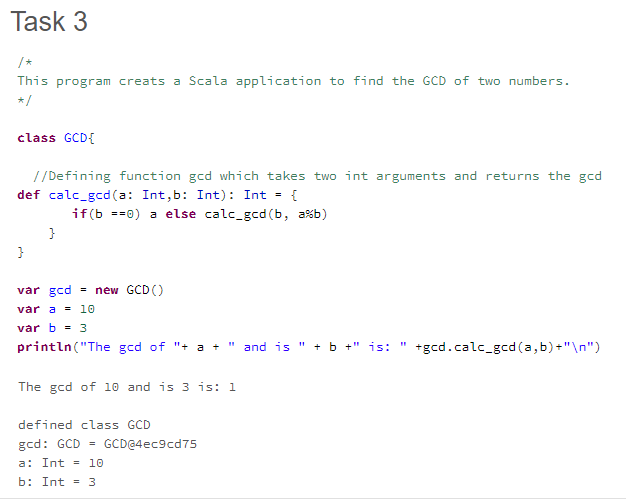 Task 3
/*
This program creats a Scala application to find the GCD of two numbers.
*/
class GCD{
//Defining function gcd which takes two int arguments and returns the gcd
def calc_gcd(a: Int,b: Int): Int = {
if(b ==0) a else calc_gcd(b, a%b)
}
}
var gcd = new GCD()
var a = 10
var b = 3
println("The gcd of "+ a + " and is " + b +" is: " +gcd.calc_gcd(a,b)+"\n")
The gcd of 10 and is 3 is: 1
defined class GCD
gcd: GCD = GCD@4ec9cd75
a: Int = 10
b: Int = 3